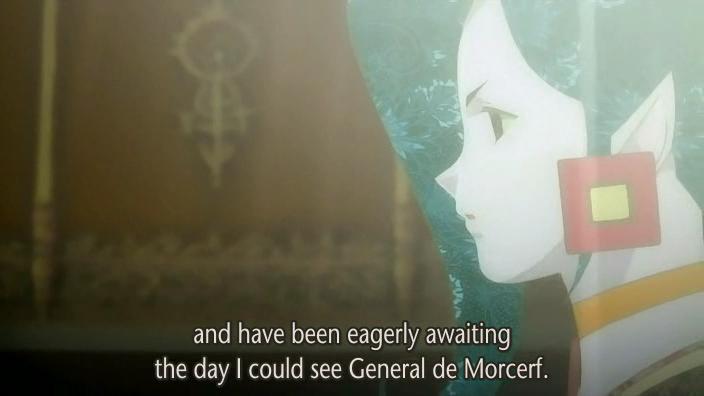 and have been eagerly awaiting
the day I could see General de Morcerf.